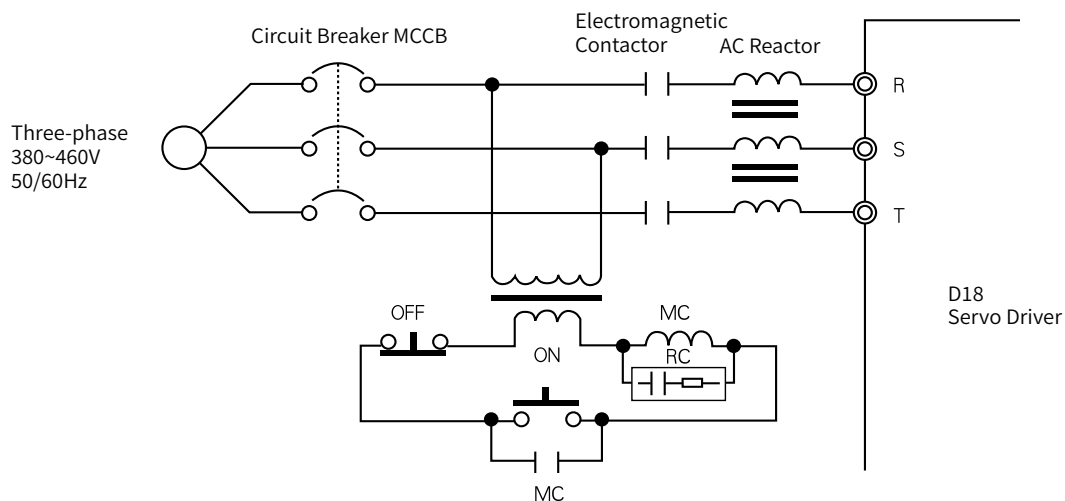 Circuit Breaker MCCB
Electromagnetic
Contactor
AC Reactor
R
Three-phase
380~460V
50/60Hz
S
T
D18
Servo Driver
OFF
MC
ON
RC
MC